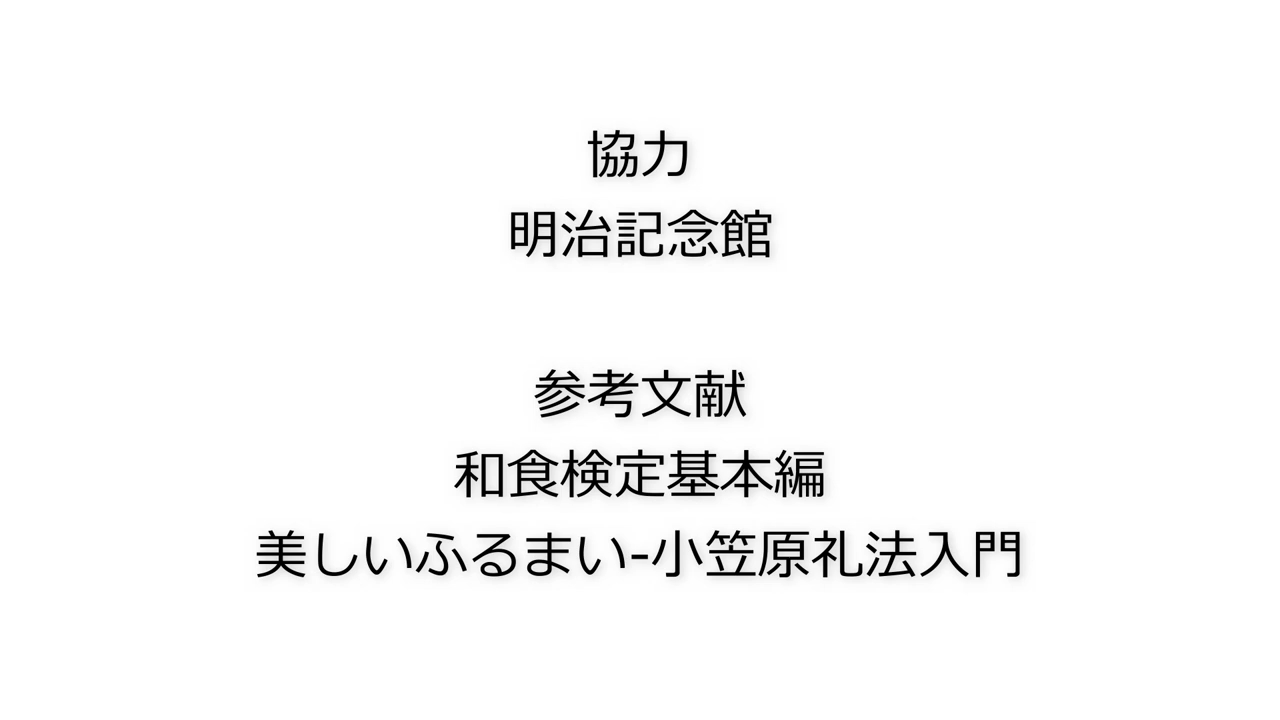 協力
明治記念館
参考文献
和食検定基本編
美しいふるまい-小笠原礼法入門